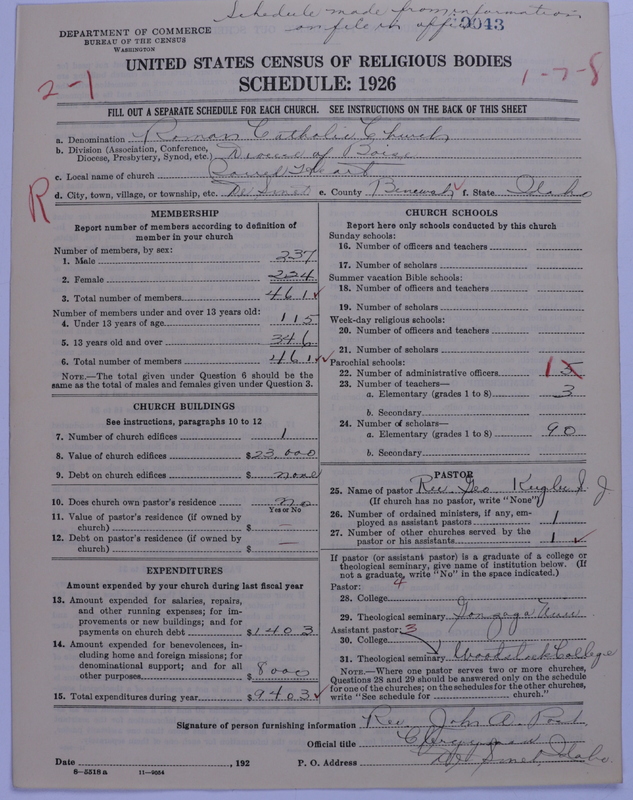 Schedule made from information
on file in office 9043
DEPARTMENT OF COMMERCE
BUREAU OF THE CENSUS
WASHINGTON
UNITED STATES CENSUS OF RELIGIOUS BODIES
SCHEDULE: 1926
2-1
1-7-8
FILL OUT A SEPARATE SCHEDULE FOR EACH CHURCH. SEE INSTRUCTIONS ON THE BACK OF THIS SHEET
a. Denomination Roman Catholic Church
b. Division (Association, Conference, Diocese, Presbytery, Synod, etc.) Diocese of Boise
c. Local name of church Sacred Heart
R
d. City, town, village, or township, etc. De Smet e. County Benewah f. State Idaho
MEMBERSHIP
Report number of members according to definition of
member in your church
Number of members, by sex:
1. Male 237
2. Female 224
3. Total number of members 461
Number of members under and over 13 years old:
4. Under 13 years of age 115
5. 13 years old and over 346
6. Total number of members 461
NOTE.—The total given under Question 6 should be
same as the total of males and females given under Question 3.
CHURCH BUILDINGS
See instructions, paragraphs 10 to 12
7. Number of church edifices 1
8. Value of church edifices $23,000
9. Debt on church edifices $ none
10. Does church own pastor's residence no
Yes or No
11. Value of pastor's residence (if owned by
church) $ —
12. Debt on pastor's residence (if owned by
church) $ —
EXPENDITURES
Amount expended by your church during last fiscal year
13. Amount expended for salaries, repairs,
and other running expenses; for im-
provements or new buildings; and for
payments on church debt $1403
14. Amount expended for benevolences, in-
cluding home and foreign missions; for
denominational support; and for all
other purposes $8000
15. Total expenditures during year $9403
CHURCH SCHOOLS
Report here only schools conducted by this church
Sunday schools:
16. Number of officers and teachers
17. Number of scholars
Summer vacation Bible schools:
18. Number of officers and teachers
19. Number of scholars
Week-day religious schools:
20. Number of officers and teachers
21. Number of scholars
Parochial schools:
22. Number of administrative officers 1
23. Number of teachers—
a. Elementary (grades 1 to 8) 3
b. Secondary
24. Number of scholars—
a. Elementary (grades 1 to 8) 90
b. Secondary
PASTOR
25. Name of pastor Rev Geo S. J
(If church has no pastor, write "None")
26. Number of ordained ministers, if any, em-
ployed as assistant pastors 1
27. Number of other churches served by the
pastor or his assistants 1
If pastor (or assistant pastor) is a graduate of a college or
theological seminary, give name of institution below. (If
not a graduate, write "No" in the space indicated.)
Pastor: 4
28. College
29. Theological seminary Gonzaga Univ
Assistant pastor: 3
30. College
31. Theological seminary Woodstock College
NOTE.—Where one pastor serves two or more churches,
Questions 28 and 29 should be answered only on the schedule
for one of the churches; on the schedules for the other churches,
write "See schedule for church."
Signature of person furnishing information Rev. John A.
Official title Clergyman
Date , 192 P. O. Address De Smet, Idaho.
8—5518 a 11—9054